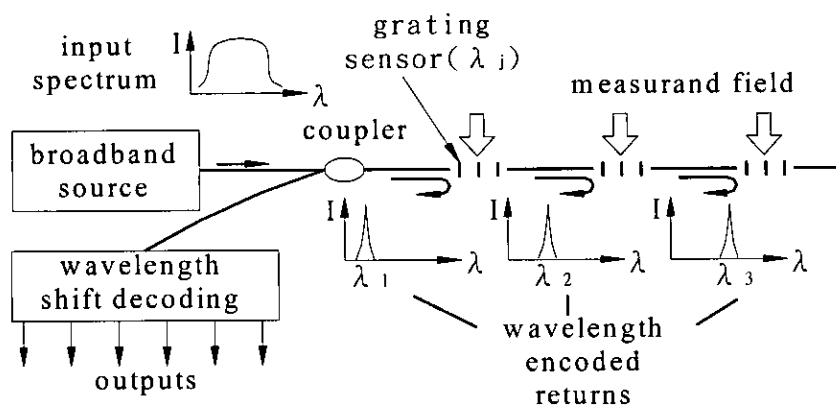 input
spectrum
I
λ
grating
sensor(λ j)
measurand field
coupler
broadband
source
I
λ 1
λ
I
λ 2
λ
I
λ 3
λ
wavelength
shift decoding
wavelength
encoded
returns
outputs